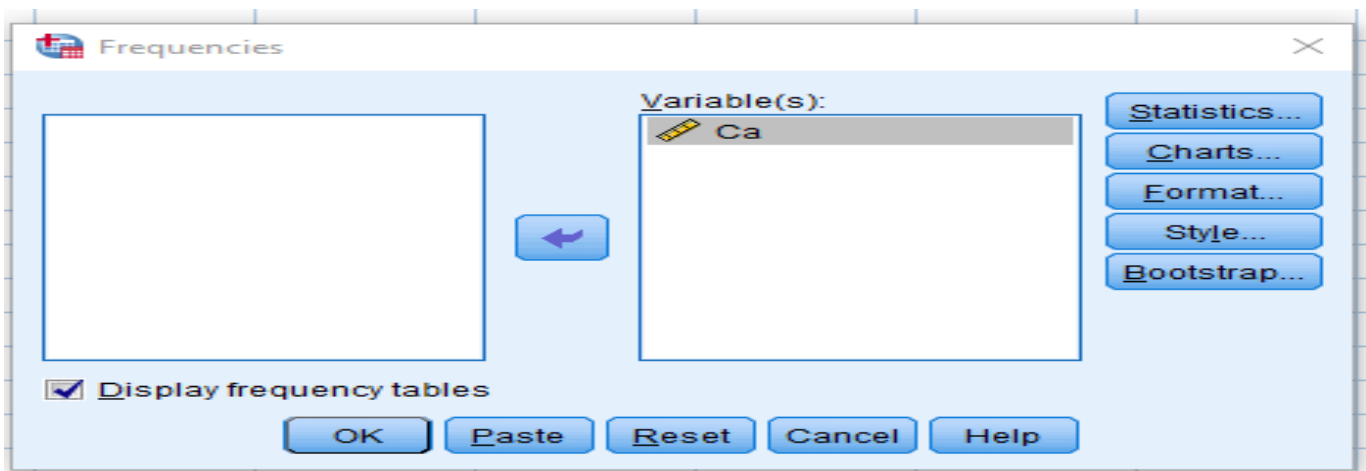 Frequencies
Variable(s):
Ca
Statistics...
Charts...
Format...
Style...
Bootstrap...
Display frequency tables
OK Paste Reset Cancel Help